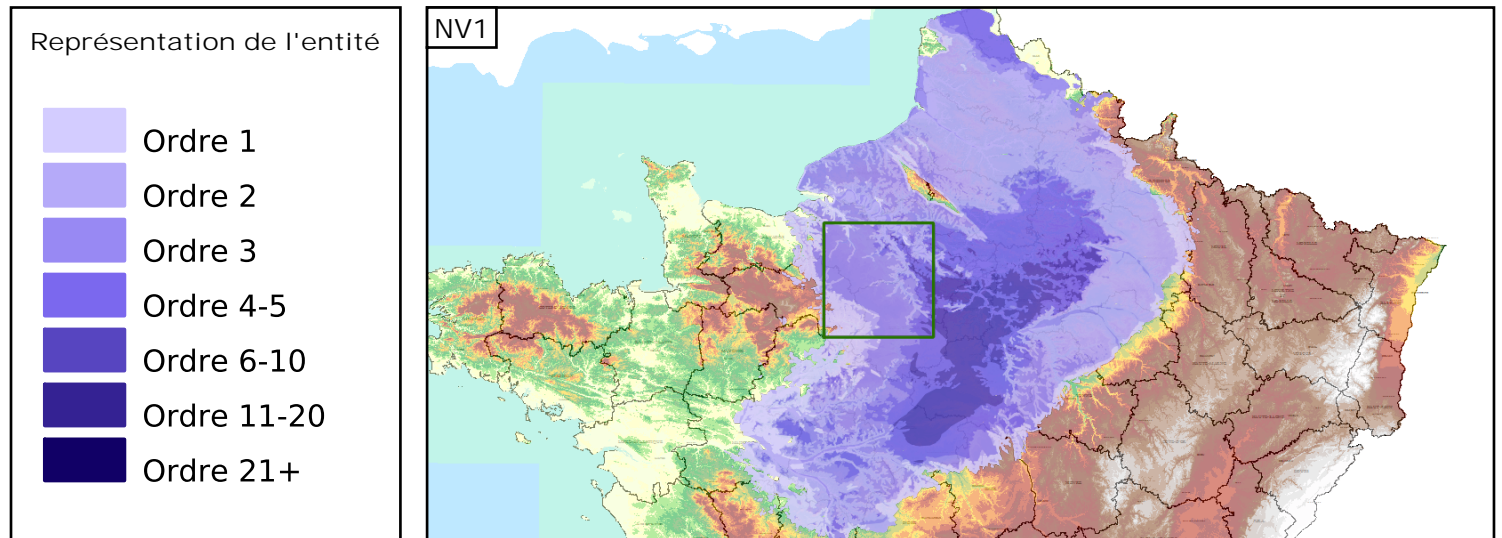 Représentation de l'entité
Ordre 1
Ordre 2
Ordre 3
Ordre 4-5
Ordre 6-10
Ordre 11-20
Ordre 21+
NV1